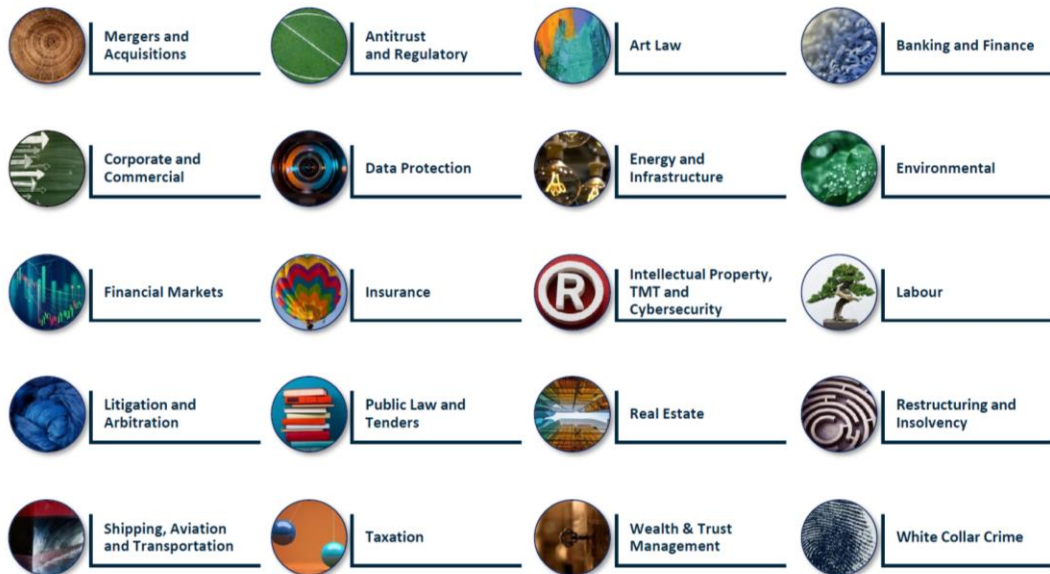 Mergers and
Acquisitions
Antitrust
and Regulatory
Art Law
Banking and Finance
Corporate and
Commercial
Data Protection
Energy and
Infrastructure
Environmental
Financial Markets
Insurance
R
Intellectual Property,
TMT and
Cybersecurity
Labour
Litigation and
Arbitration
Public Law and
Tenders
Real Estate
Restructuring and
Insolvency
Shipping, Aviation
and Transportation
Taxation
Wealth & Trust
Management
White Collar Crime